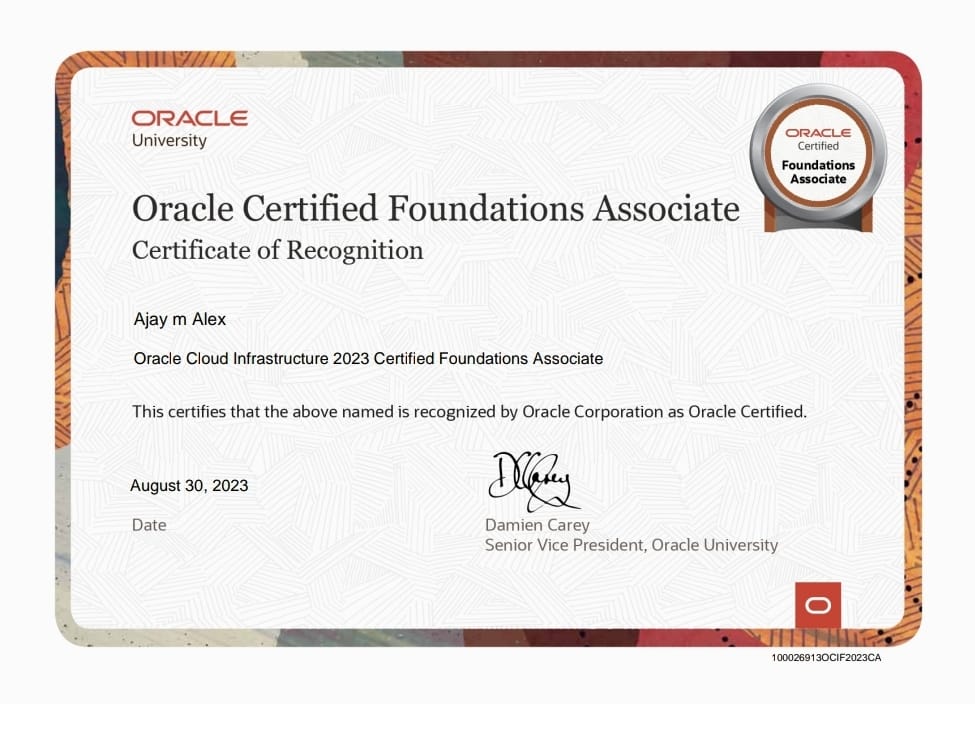 ORACLE
University
ORACLE
Certified
Foundations
Associate
Oracle Certified Foundations Associate
Certificate of Recognition
Ajay m Alex
Oracle Cloud Infrastructure 2023 Certified Foundations Associate
This certifies that the above named is recognized by Oracle Corporation as Oracle Certified.
August 30, 2023
Date
DCarey
Damien Carey
Senior Vice President, Oracle University
100026913OCIF2023CA